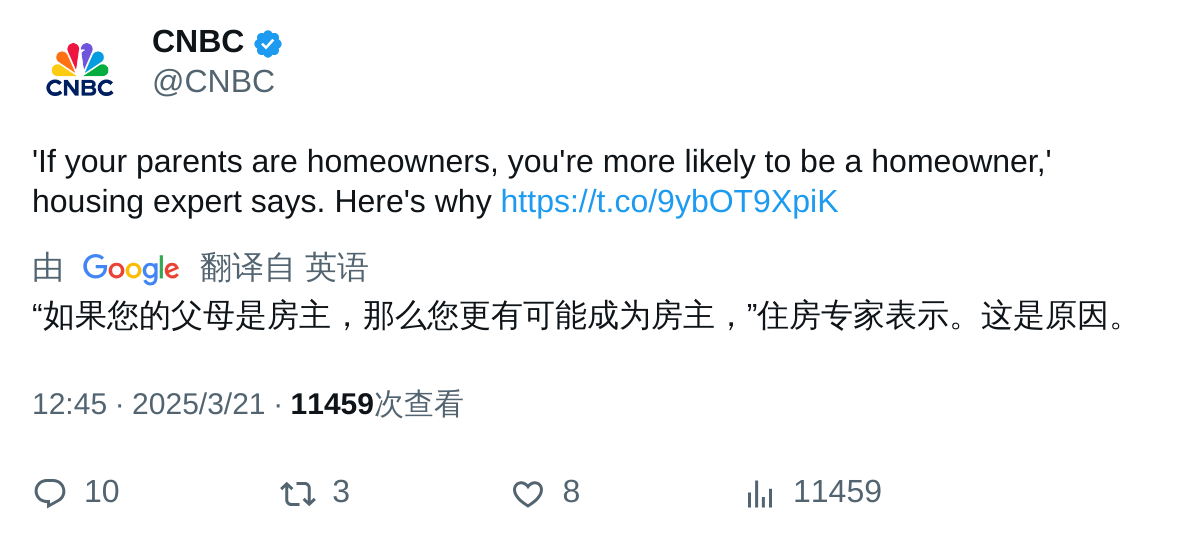 CNBC
CNBC
@CNBC
'If your parents are homeowners, you're more likely to be a homeowner,'
housing expert says. Here's why https://t.co/9ybOT9XpiK
由 Google 翻译自 英语
“如果您的父母是房主，那么您更有可能成为房主，”住房专家表示。这是原因。
12:45 · 2025/3/21 · 11459次查看
10 3 8 11459